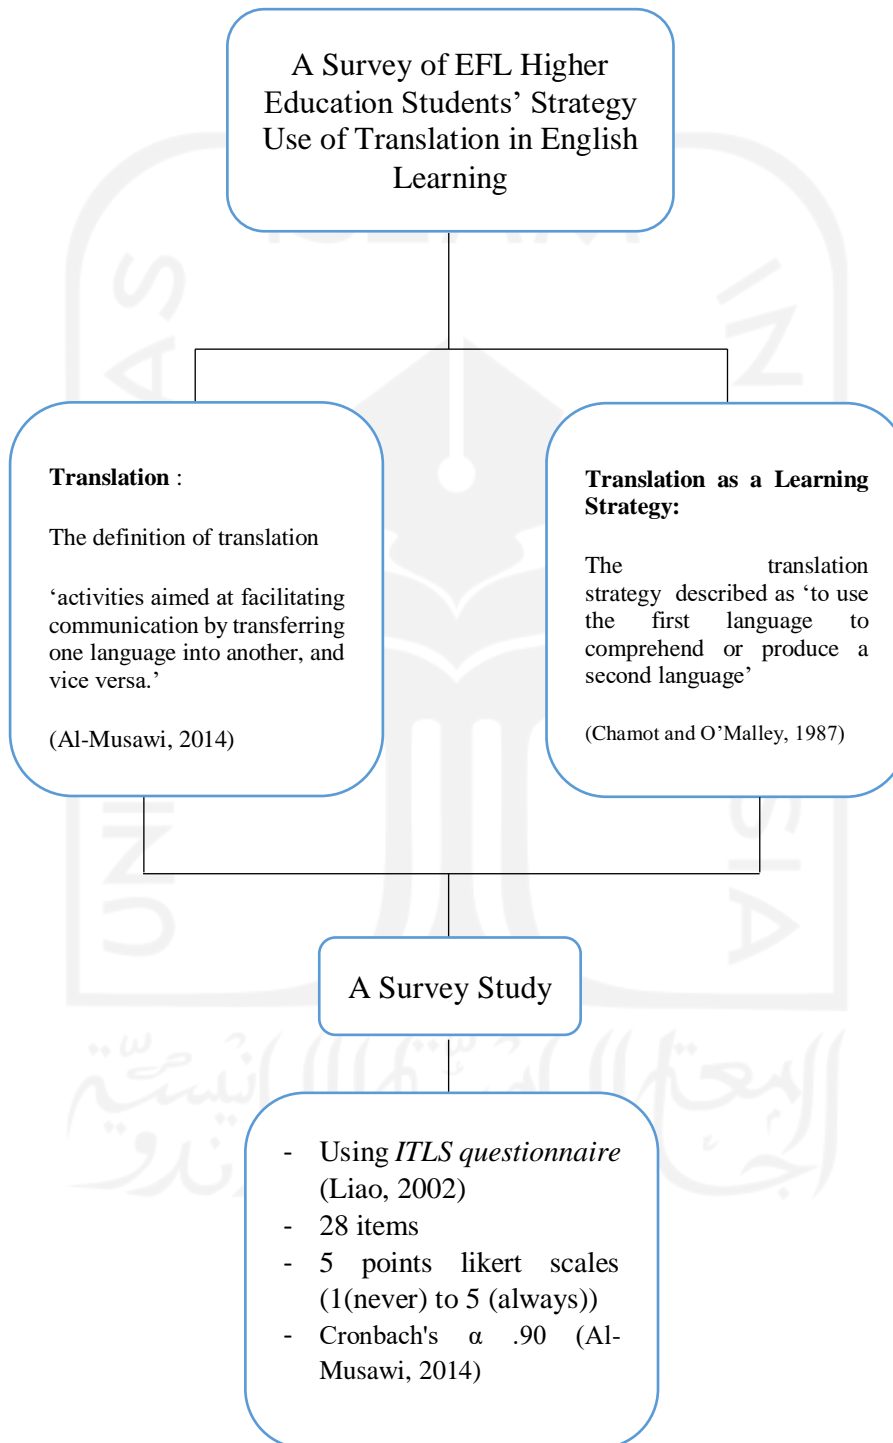 A Survey of EFL Higher
Education Students’ Strategy
Use of Translation in English
Learning
Translation :
The definition of translation
‘activities aimed at facilitating
communication by transferring
one language into another, and
vice versa.’
(Al-Musawi, 2014)
Translation as a Learning
Strategy:
The translation
strategy described as ‘to use
the first language to
comprehend or produce a
second language’
(Chamot and O’Malley, 1987)
A Survey Study
- Using ITLS questionnaire
(Liao, 2002)
- 28 items
- 5 points likert scales
(1(never) to 5 (always))
- Cronbach's α .90 (Al-
Musawi, 2014)